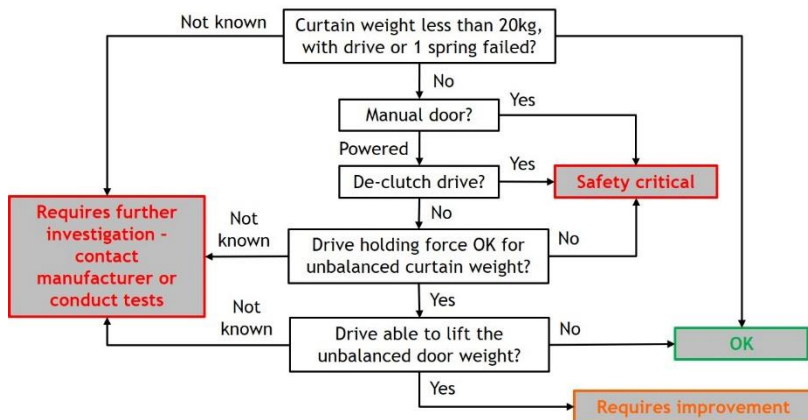 Not known
Curtain weight less than 20kg,
with drive or 1 spring failed?
No
Yes
Manual door?
Powered
Yes
De-clutch drive?
Safety critical
Requires further
investigation –
contact
manufacturer or
conduct tests
No
Not
known
Drive holding force OK for
unbalanced curtain weight?
No
Yes
Not
known
Drive able to lift the
unbalanced door weight?
No
OK
Yes
Requires improvement